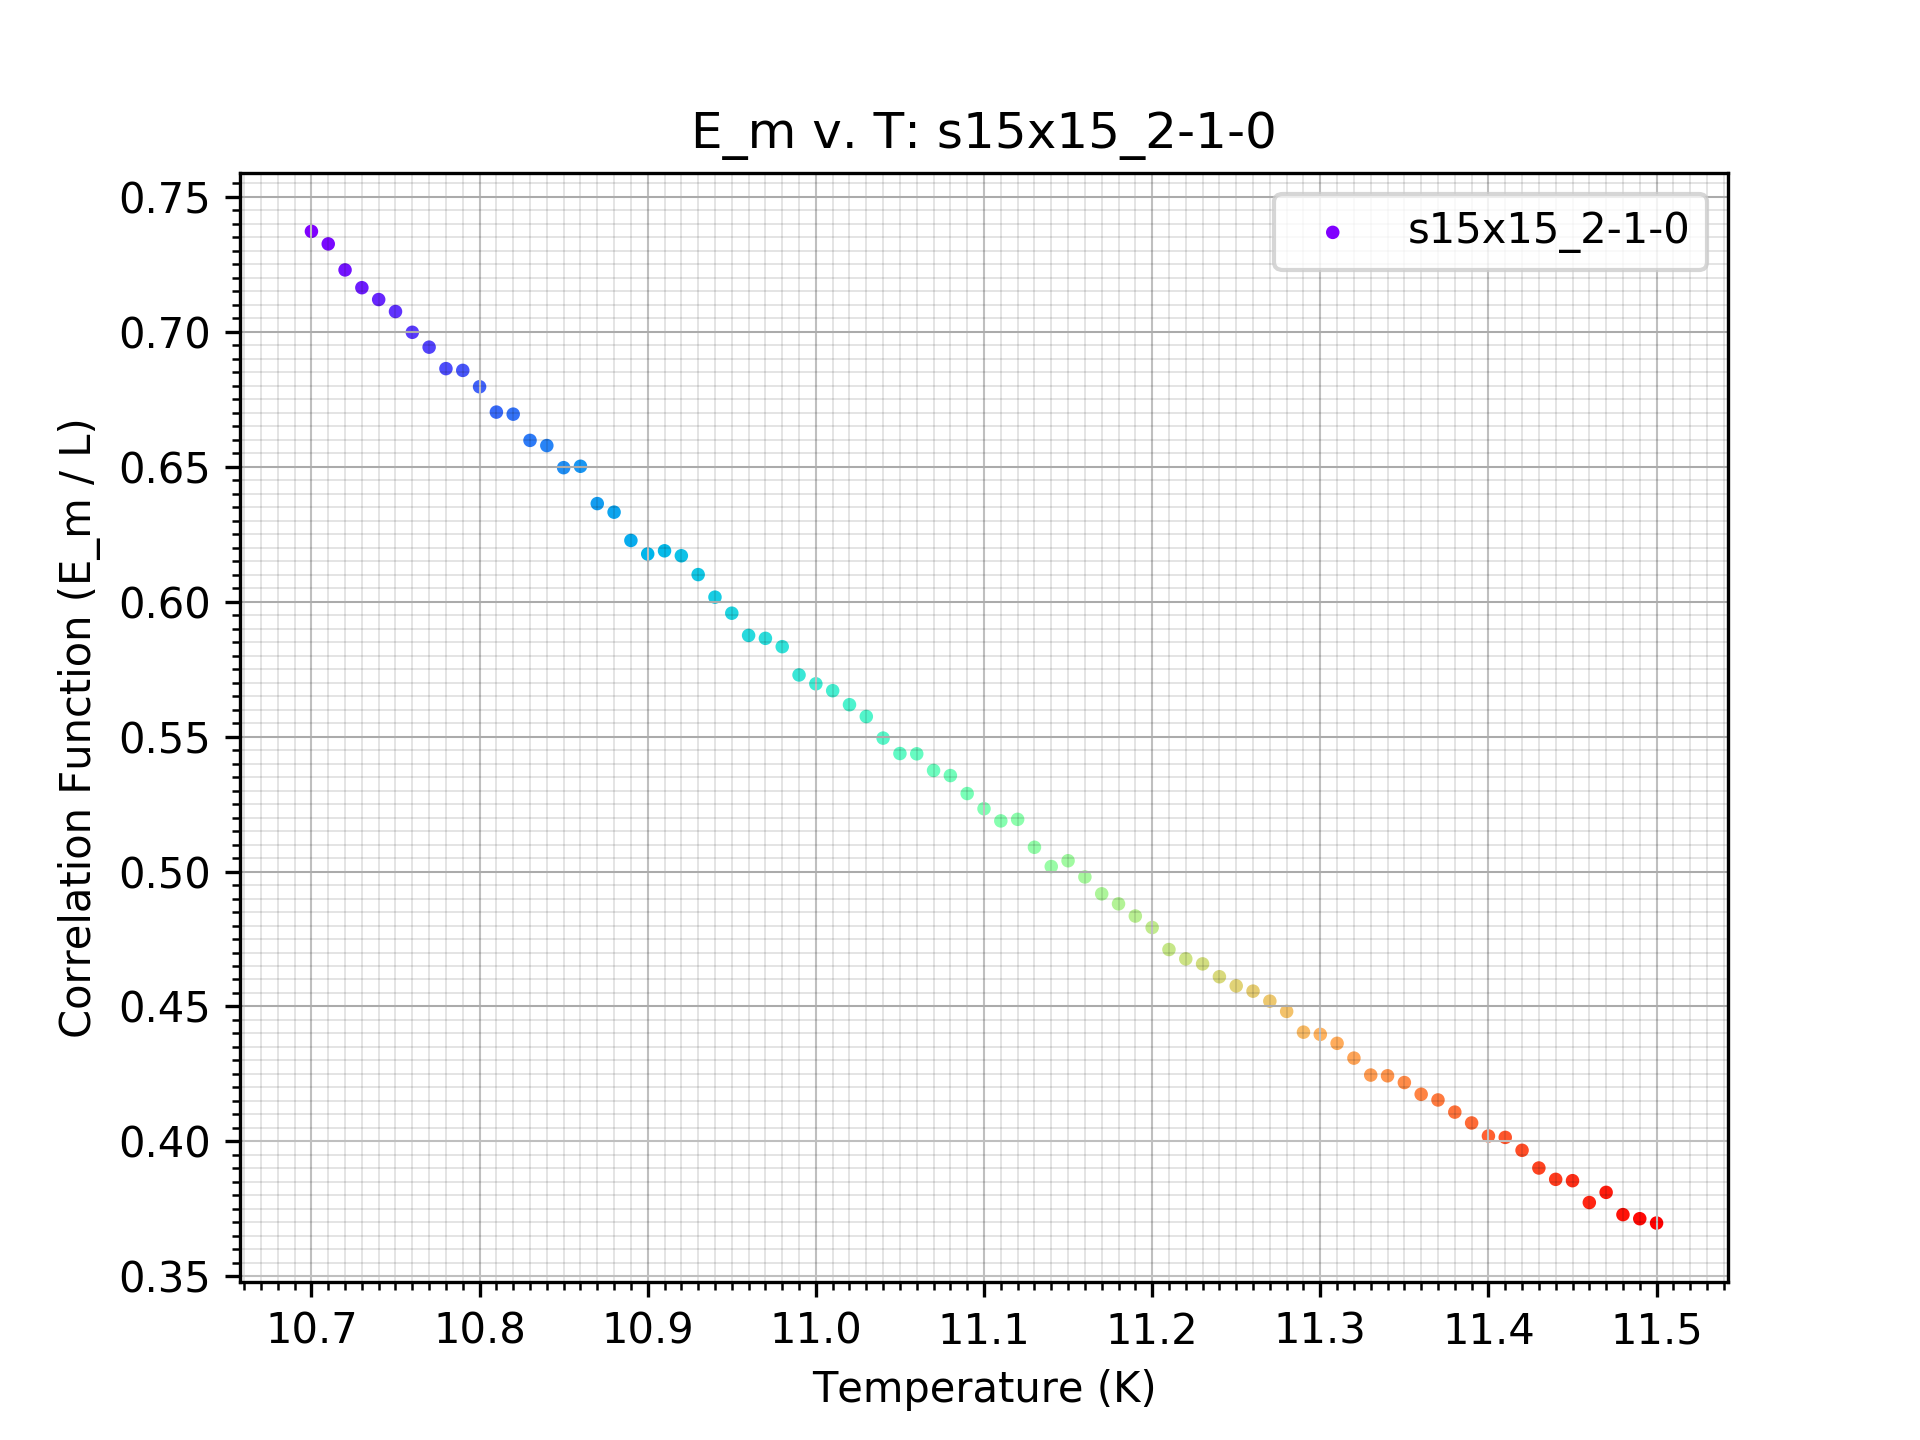 E_m v. T: s15x15_2-1-0
s15x15_2-1-0
Correlation Function (E_m / L)
0.75
0.70
0.65
0.60
0.55
0.50
0.45
0.40
0.35
10.7 10.8 10.9 11.0 11.1 11.2 11.3 11.4 11.5
Temperature (K)